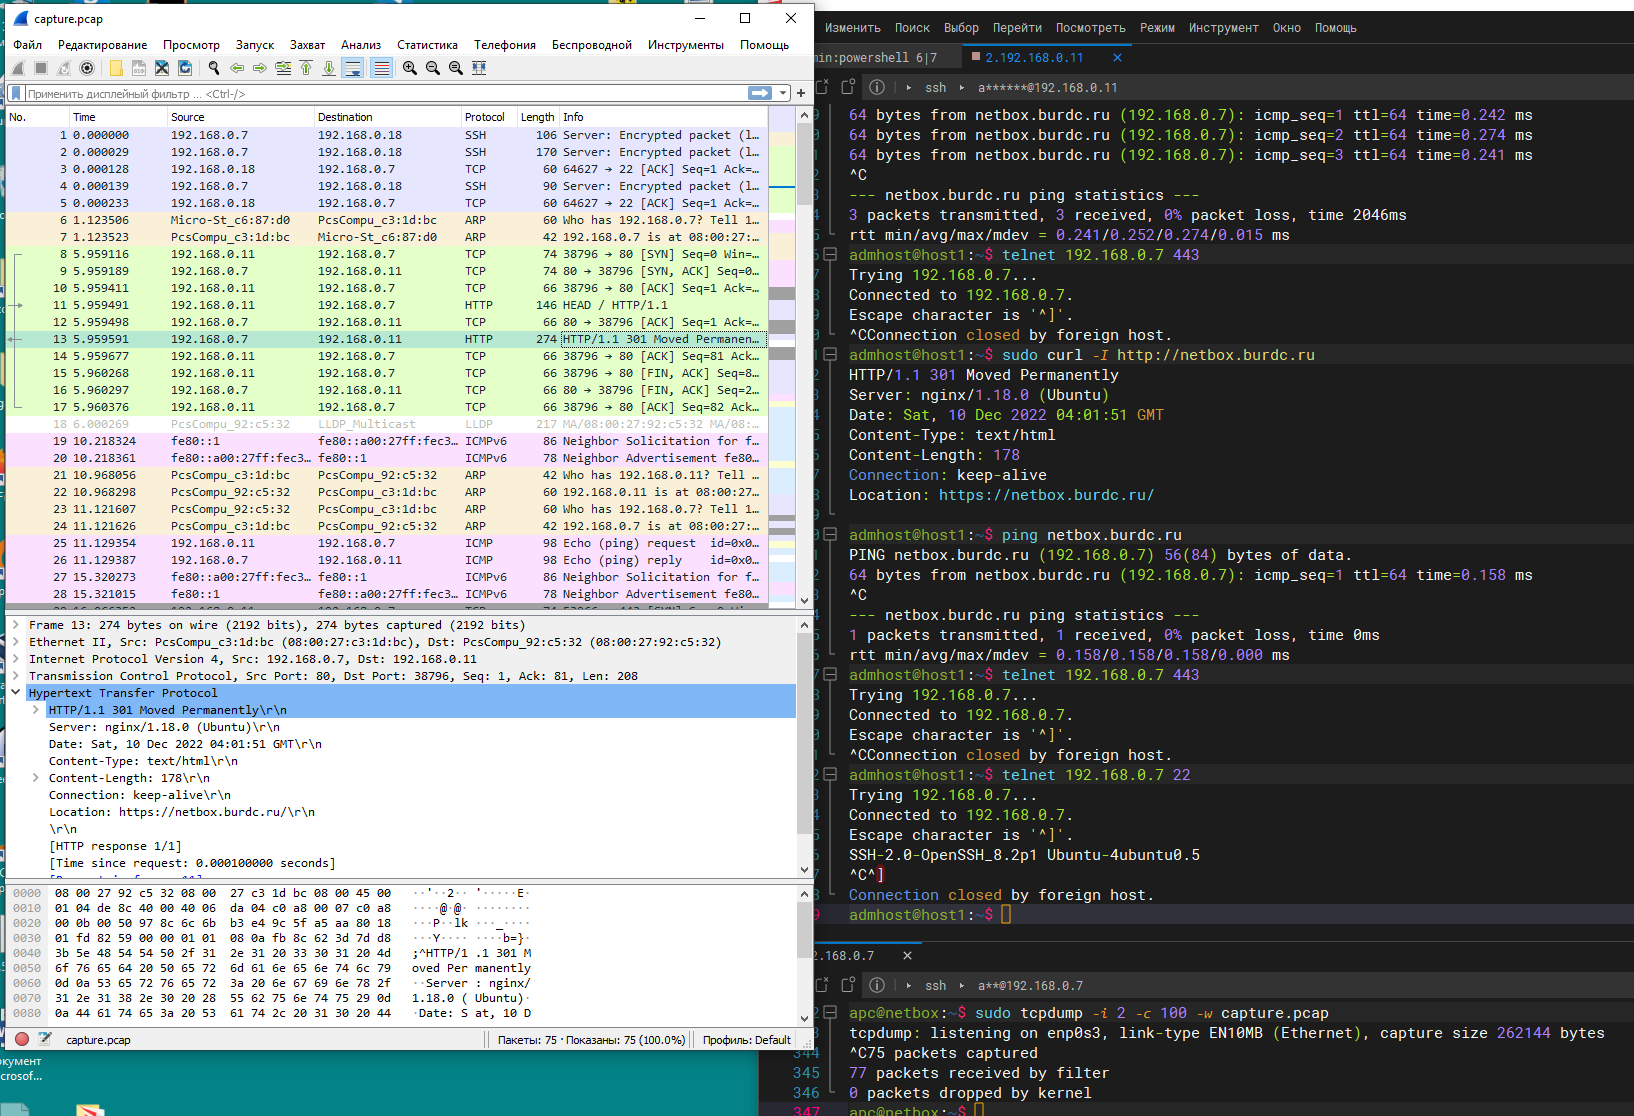 capture.pcap
Файл Редактирование Просмотр Запуск Захват Анализ Статистика Телефония Беспроводной Инструменты Помощь
Применить дисплейный фильтр ... <Ctrl-/>
No. Time Source Destination Protocol Length Info
1 0.000000 192.168.0.7 192.168.0.18 SSH 106 Server: Encrypted packet (l…
2 0.000029 192.168.0.7 192.168.0.18 SSH 170 Server: Encrypted packet (l…
3 0.000128 192.168.0.18 192.168.0.7 TCP 60 64627 → 22 [ACK] Seq=1 Ack=…
4 0.000139 192.168.0.7 192.168.0.18 SSH 90 Server: Encrypted packet (l…
5 0.000233 192.168.0.18 192.168.0.7 TCP 60 64627 → 22 [ACK] Seq=1 Ack=…
6 1.123506 Micro-St_c6:87:d0 PcsCompu_c3:1d:bc ARP 60 Who has 192.168.0.7? Tell 1…
7 1.123523 PcsCompu_c3:1d:bc Micro-St_c6:87:d0 ARP 42 192.168.0.7 is at 08:00:27:…
8 5.959116 192.168.0.11 192.168.0.7 TCP 74 38796 → 80 [SYN] Seq=0 Win=…
9 5.959189 192.168.0.7 192.168.0.11 TCP 74 80 → 38796 [SYN, ACK] Seq=0…
10 5.959411 192.168.0.11 192.168.0.7 TCP 66 38796 → 80 [ACK] Seq=1 Ack=…
11 5.959491 192.168.0.11 192.168.0.7 HTTP 146 HEAD / HTTP/1.1
12 5.959498 192.168.0.7 192.168.0.11 TCP 66 80 → 38796 [ACK] Seq=1 Ack=…
13 5.959591 192.168.0.7 192.168.0.11 HTTP 274 HTTP/1.1 301 Moved Permanen…
14 5.959677 192.168.0.11 192.168.0.7 TCP 66 38796 → 80 [ACK] Seq=81 Ack…
15 5.960268 192.168.0.11 192.168.0.7 TCP 66 38796 → 80 [FIN, ACK] Seq=8…
16 5.960297 192.168.0.7 192.168.0.11 TCP 66 80 → 38796 [FIN, ACK] Seq=2…
17 5.960376 192.168.0.11 192.168.0.7 TCP 66 38796 → 80 [ACK] Seq=82 Ack…
18 6.000269 PcsCompu_92:c5:32 LLDP_Multicast LLDP 217 MA/08:00:27:92:c5:32 MA/08:…
19 10.218324 fe80::1 fe80::a00:27ff:fec3… ICMPv6 86 Neighbor Solicitation for f…
20 10.218361 fe80::a00:27ff:fec3… fe80::1 ICMPv6 78 Neighbor Advertisement fe80…
21 10.968056 PcsCompu_c3:1d:bc PcsCompu_92:c5:32 ARP 42 Who has 192.168.0.11? Tell …
22 10.968298 PcsCompu_92:c5:32 PcsCompu_c3:1d:bc ARP 60 192.168.0.11 is at 08:00:27…
23 11.121607 PcsCompu_92:c5:32 PcsCompu_c3:1d:bc ARP 60 Who has 192.168.0.7? Tell 1…
24 11.121626 PcsCompu_c3:1d:bc PcsCompu_92:c5:32 ARP 42 192.168.0.7 is at 08:00:27:…
25 11.129354 192.168.0.11 192.168.0.7 ICMP 98 Echo (ping) request id=0x0…
26 11.129387 192.168.0.7 192.168.0.11 ICMP 98 Echo (ping) reply id=0x0…
27 15.320273 fe80::a00:27ff:fec3… fe80::1 ICMPv6 86 Neighbor Solicitation for f…
28 15.321015 fe80::1 fe80::a00:27ff:fec3… ICMPv6 78 Neighbor Advertisement fe80…
Frame 13: 274 bytes on wire (2192 bits), 274 bytes captured (2192 bits)
Ethernet II, Src: PcsCompu_c3:1d:bc (08:00:27:c3:1d:bc), Dst: PcsCompu_92:c5:32 (08:00:27:92:c5:32)
Internet Protocol Version 4, Src: 192.168.0.7, Dst: 192.168.0.11
Transmission Control Protocol, Src Port: 80, Dst Port: 38796, Seq: 1, Ack: 81, Len: 208
Hypertext Transfer Protocol
HTTP/1.1 301 Moved Permanently\r\n
Server: nginx/1.18.0 (Ubuntu)\r\n
Date: Sat, 10 Dec 2022 04:01:51 GMT\r\n
Content-Type: text/html\r\n
Content-Length: 178\r\n
Connection: keep-alive\r\n
Location: https://netbox.burdc.ru/\r\n
\r\n
[HTTP response 1/1]
[Time since request: 0.000100000 seconds]
0000 08 00 27 92 c5 32 08 00 27 c3 1d bc 08 00 45 00 ··'··2·· '·····E·
0010 01 04 de 8c 40 00 40 06 da 04 c0 a8 00 07 c0 a8 ····@·@· ········
0020 00 0b 00 50 97 8c 6c 6b b3 e4 9c 5f a5 aa 80 18 ···P··lk ···_····
0030 01 fd 82 59 00 00 01 01 08 0a fb 8c 62 3d 7d d8 ···Y···· ····b=}·
0040 3b 5e 48 54 54 50 2f 31 2e 31 20 33 30 31 20 4d ;^HTTP/1 .1 301 M
0050 6f 76 65 64 20 50 65 72 6d 61 6e 65 6e 74 6c 79 oved Per manently
0060 0d 0a 53 65 72 76 65 72 3a 20 6e 67 69 6e 78 2f ··Server : nginx/
0070 31 2e 31 38 2e 30 20 28 55 62 75 6e 74 75 29 0d 1.18.0 ( Ubuntu)·
0080 0a 44 61 74 65 3a 20 53 61 74 2c 20 31 30 20 44 ·Date: S at, 10 D
capture.pcap Пакеты: 75 · Показаны: 75 (100.0%) Профиль: Default
окумент
crosof...
Изменить Поиск Выбор Перейти Посмотреть Режим Инструмент Окно Помощь
min:powershell 6|7 2.192.168.0.11
ssh a******@192.168.0.11
64 bytes from netbox.burdc.ru (192.168.0.7): icmp_seq=1 ttl=64 time=0.242 ms
64 bytes from netbox.burdc.ru (192.168.0.7): icmp_seq=2 ttl=64 time=0.274 ms
64 bytes from netbox.burdc.ru (192.168.0.7): icmp_seq=3 ttl=64 time=0.241 ms
^C
--- netbox.burdc.ru ping statistics ---
3 packets transmitted, 3 received, 0% packet loss, time 2046ms
rtt min/avg/max/mdev = 0.241/0.252/0.274/0.015 ms
admhost@host1:~$ telnet 192.168.0.7 443
Trying 192.168.0.7...
Connected to 192.168.0.7.
Escape character is '^]'.
^CConnection closed by foreign host.
admhost@host1:~$ sudo curl -I http://netbox.burdc.ru
HTTP/1.1 301 Moved Permanently
Server: nginx/1.18.0 (Ubuntu)
Date: Sat, 10 Dec 2022 04:01:51 GMT
Content-Type: text/html
Content-Length: 178
Connection: keep-alive
Location: https://netbox.burdc.ru/
admhost@host1:~$ ping netbox.burdc.ru
PING netbox.burdc.ru (192.168.0.7) 56(84) bytes of data.
64 bytes from netbox.burdc.ru (192.168.0.7): icmp_seq=1 ttl=64 time=0.158 ms
^C
--- netbox.burdc.ru ping statistics ---
1 packets transmitted, 1 received, 0% packet loss, time 0ms
rtt min/avg/max/mdev = 0.158/0.158/0.158/0.000 ms
admhost@host1:~$ telnet 192.168.0.7 443
Trying 192.168.0.7...
Connected to 192.168.0.7.
Escape character is '^]'.
^CConnection closed by foreign host.
admhost@host1:~$ telnet 192.168.0.7 22
Trying 192.168.0.7...
Connected to 192.168.0.7.
Escape character is '^]'.
SSH-2.0-OpenSSH_8.2p1 Ubuntu-4ubuntu0.5
^C^]
Connection closed by foreign host.
admhost@host1:~$
2.168.0.7
ssh a**@192.168.0.7
apc@netbox:~$ sudo tcpdump -i 2 -c 100 -w capture.pcap
tcpdump: listening on enp0s3, link-type EN10MB (Ethernet), capture size 262144 bytes
344 ^C75 packets captured
345 77 packets received by filter
346 0 packets dropped by kernel
347 apc@netbox:~$